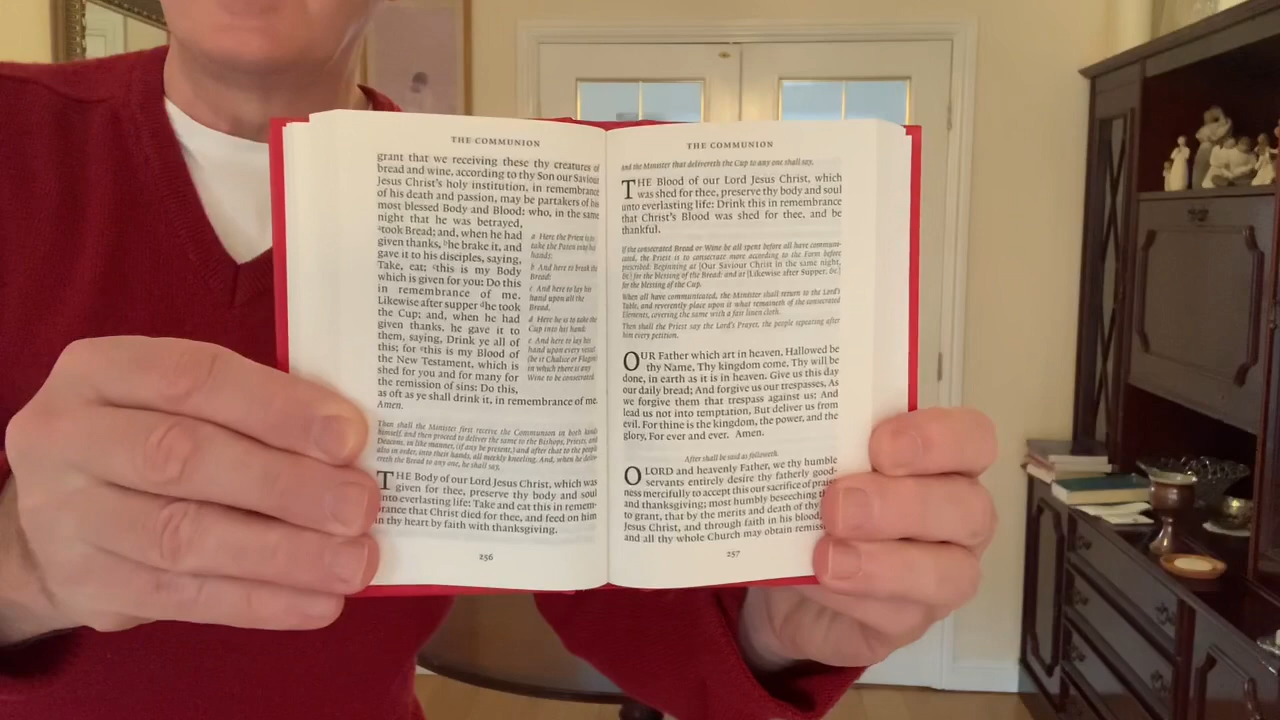 THE COMMUNION
grant that we receiving these thy creatures of
bread and wine, according to thy Son our Saviour
Jesus Christ's holy institution, in remembrance
of his death and passion, may be partakers of his
most blessed Body and Blood: who, in the same
night that he was betrayed,
a took Bread; and, when he had
given thanks, b he brake it, and
gave it to his disciples, saying,
Take, eat; c this is my Body
which is given for you: Do this
in remembrance of me.
Likewise after supper d he took
the Cup; and, when he had
given thanks, he gave it to
them, saying, Drink ye all of
this; for e this is my Blood of
the New Testament, which is
shed for you and for many for
the remission of sins: Do this,
as oft as ye shall drink it, in remembrance of me.
Amen.
a Here the Priest is to
take the Paten into his
hands:
b And here to break the
Bread:
c And here to lay his
hand upon all the
Bread.
d Here he is to take the
Cup into his hand:
e And here to lay his
hand upon every vessel
(be it Chalice or Flagon)
in which there is any
Wine to be consecrated.
Then shall the Minister first receive the Communion in both kinds
himself, and then proceed to deliver the same to the Bishops, Priests, and
Deacons, in like manner, (if any be present,) and after that to the people
also in order, into their hands, all meekly kneeling. And, when he deliv-
ereth the Bread to any one, he shall say,
THE Body of our Lord Jesus Christ, which was
given for thee, preserve thy body and soul
unto everlasting life: Take and eat this in remem-
brance that Christ died for thee, and feed on him
in thy heart by faith with thanksgiving.
256
THE COMMUNION
and the Minister that delivereth the Cup to any one shall say,
THE Blood of our Lord Jesus Christ, which
was shed for thee, preserve thy body and soul
unto everlasting life: Drink this in remembrance
that Christ's Blood was shed for thee, and be
thankful.
If the consecrated Bread or Wine be all spent before all have communi-
cated, the Priest is to consecrate more according to the Form before
prescribed: Beginning at [Our Saviour Christ in the same night,
&c.] for the blessing of the Bread: and at [Likewise after Supper, &c.]
for the blessing of the Cup.
When all have communicated, the Minister shall return to the Lord's
Table, and reverently place upon it what remaineth of the consecrated
Elements, covering the same with a fair linen cloth.
Then shall the Priest say the Lord's Prayer, the people repeating after
him every petition.
OUR Father which art in heaven, Hallowed be
thy Name, Thy kingdom come, Thy will be
done, in earth as it is in heaven. Give us this day
our daily bread; And forgive us our trespasses, As
we forgive them that trespass against us; And
lead us not into temptation, But deliver us from
evil. For thine is the kingdom, the power, and the
glory, For ever and ever. Amen.
After shall be said as followeth.
O LORD and heavenly Father, we thy humble
servants entirely desire thy fatherly good-
ness mercifully to accept this our sacrifice of praise
and thanksgiving; most humbly beseeching
to grant, that by the merits and death of thy
Jesus Christ, and through faith in his blood,
and all thy whole Church may obtain remiss
257